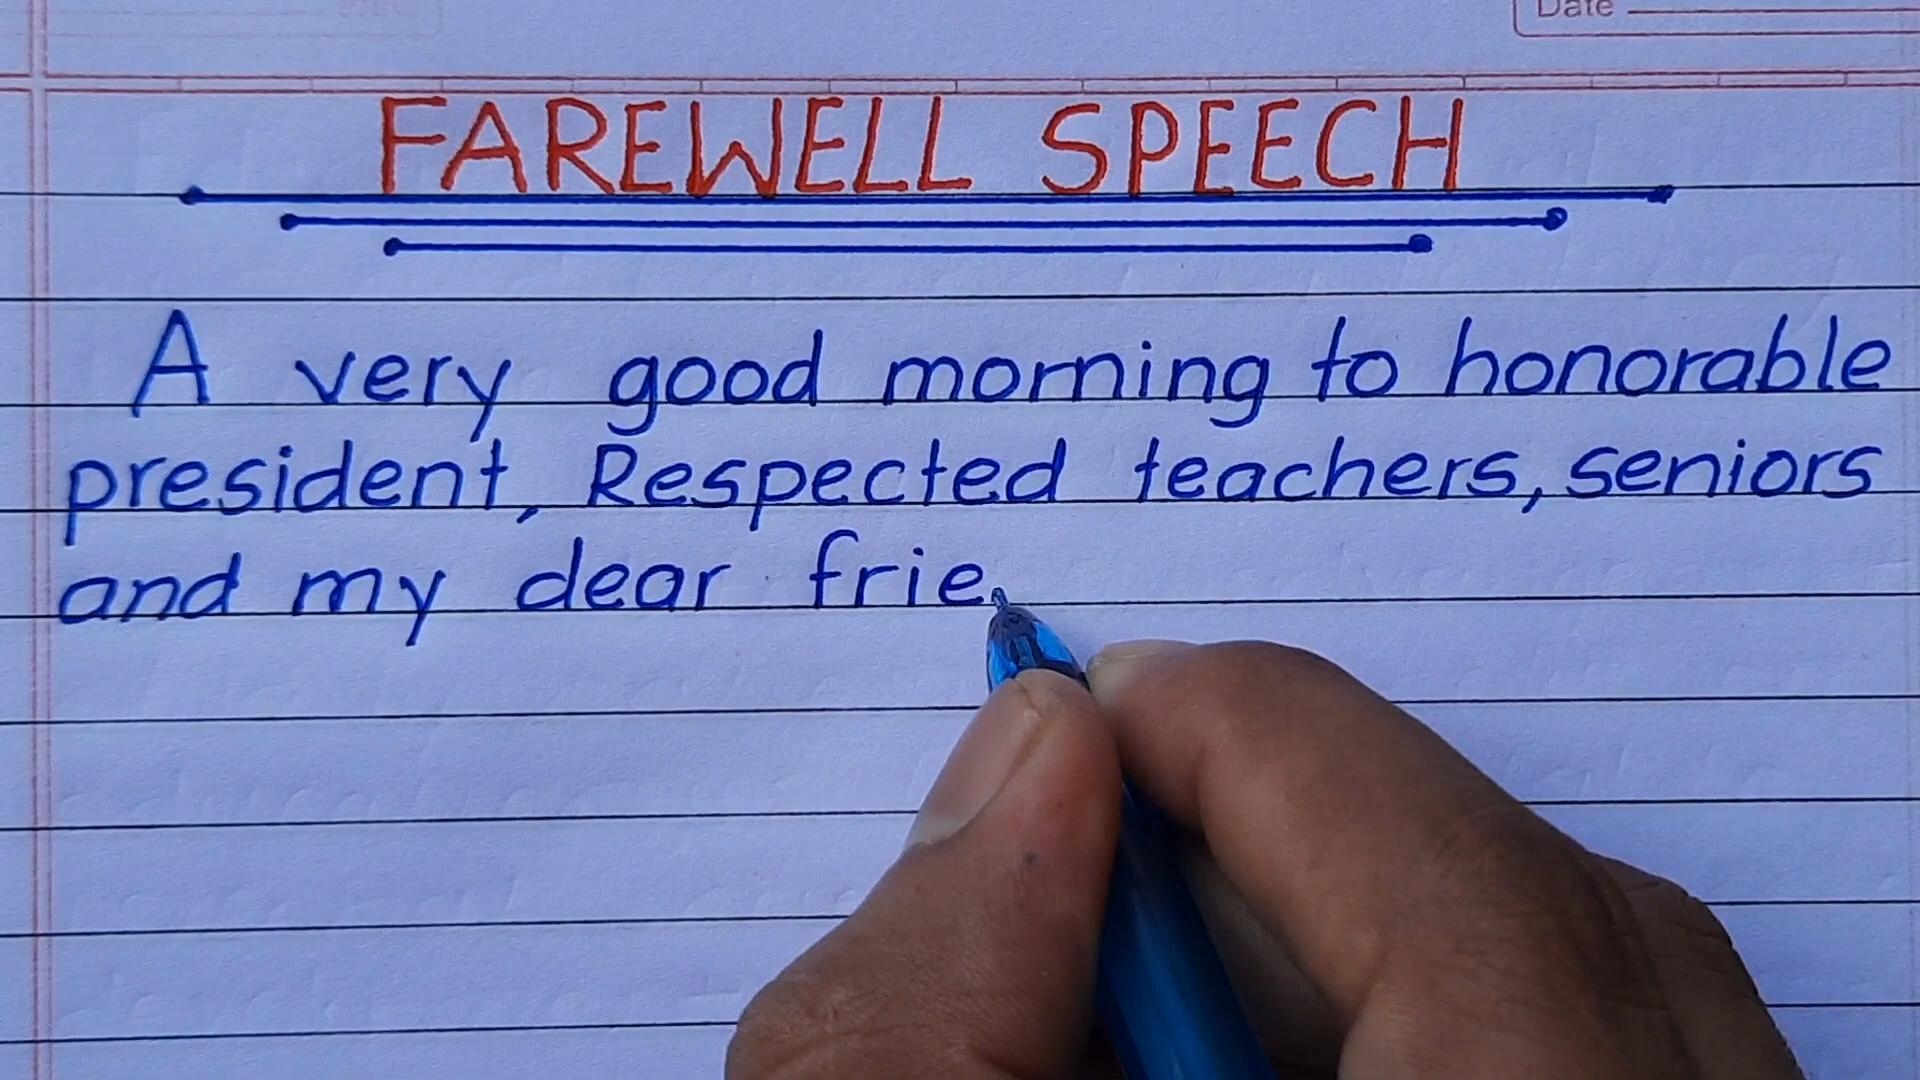 Date
FAREWELL SPEECH
A very good morning to honorable
president, Respected teachers, seniors
and my dear frie